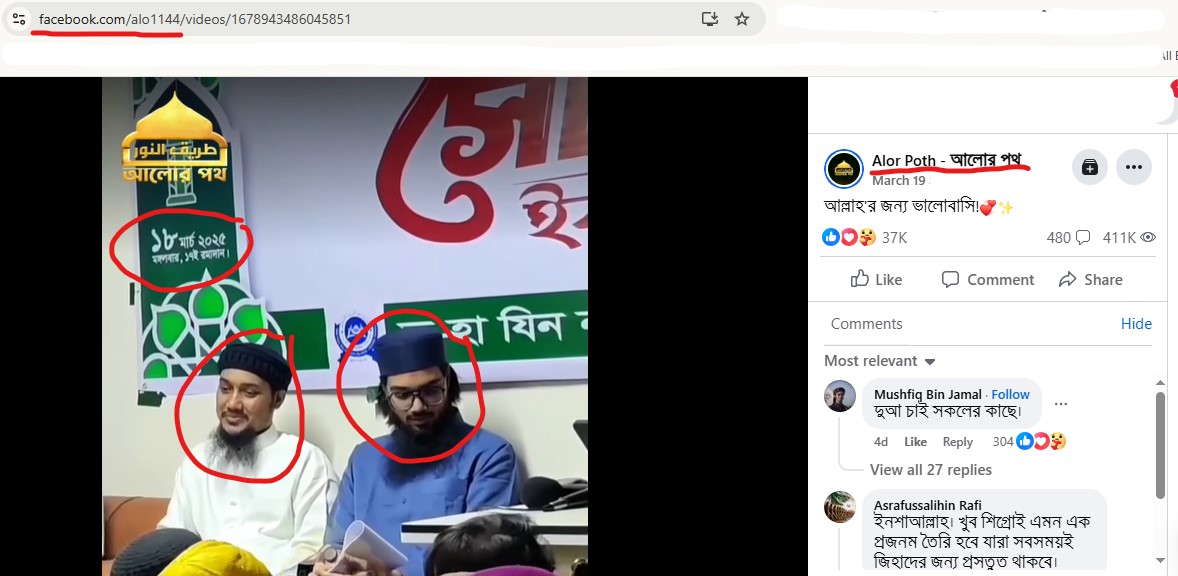 facebook.com/alo1144/videos/1678943486045851
All
طريق النور
আলোর পথ
১৮ মার্চ ২০২৫
মঙ্গলবার, ১৭ই রমাদান।
হা যিন
Alor Poth - আলোর পথ
March 19
আল্লাহ'র জন্য ভালোবাসি!💕✨
37K
480
411K
Like
Comment
Share
Comments
Hide
Most relevant
Mushfiq Bin Jamal · Follow
দুআ চাই সকলের কাছে।
4d Like Reply 304
View all 27 replies
Asrafussalihin Rafi
ইনশাআল্লাহ। খুব শিগ্রোই এমন এক
প্রজনম তৈরি হবে যারা সবসময়ই
জিহাদের জন্য প্রসতুত থাকবে।